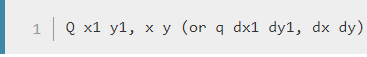 1 Q x1 y1, x y (or q dx1 dy1, dx dy)